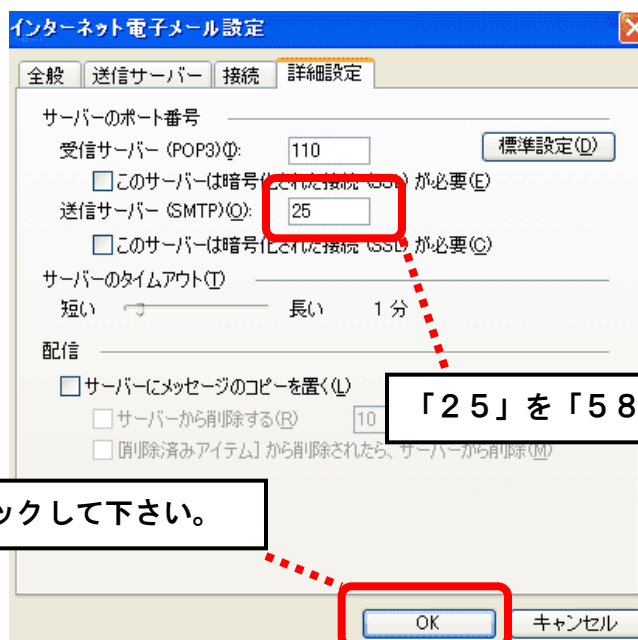 インターネット電子メール設定
全般 送信サーバー 接続 詳細設定
サーバーのポート番号
受信サーバー (POP3)(I): 110 標準設定(D)
このサーバーは暗号化された接続 (SSL) が必要(E)
送信サーバー (SMTP)(O): 25
このサーバーは暗号化された接続 (SSL) が必要(C)
サーバーのタイムアウト(T)
短い 長い 1 分
配信
サーバーにメッセージのコピーを置く(L)
「２５」を「５８
サーバーから削除する(R) 10
[削除済みアイテム] から削除されたら、サーバーから削除(M)
ックして下さい。
OK キャンセル